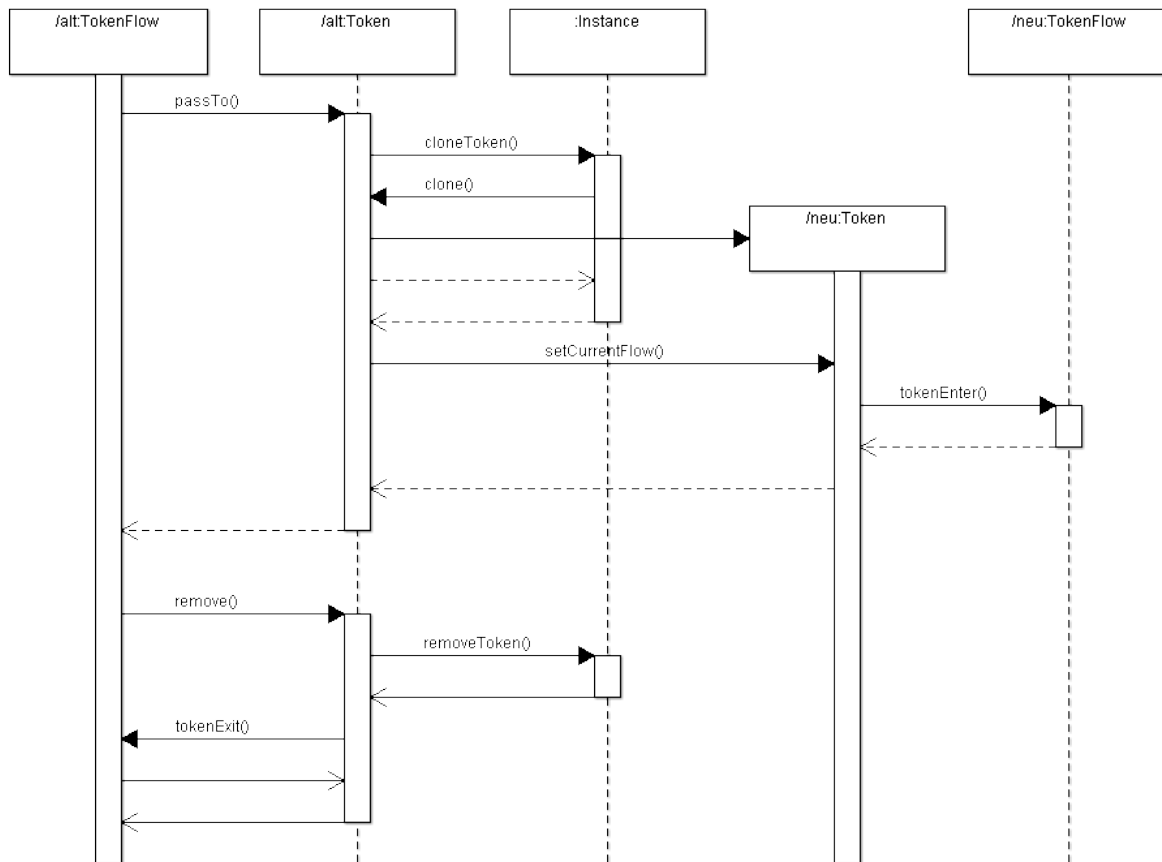 /alt:TokenFlow
/alt:Token
:Instance
/neu:TokenFlow
passTo()
cloneToken()
clone()
/neu:Token
setCurrentFlow()
tokenEnter()
remove()
removeToken()
tokenExit()